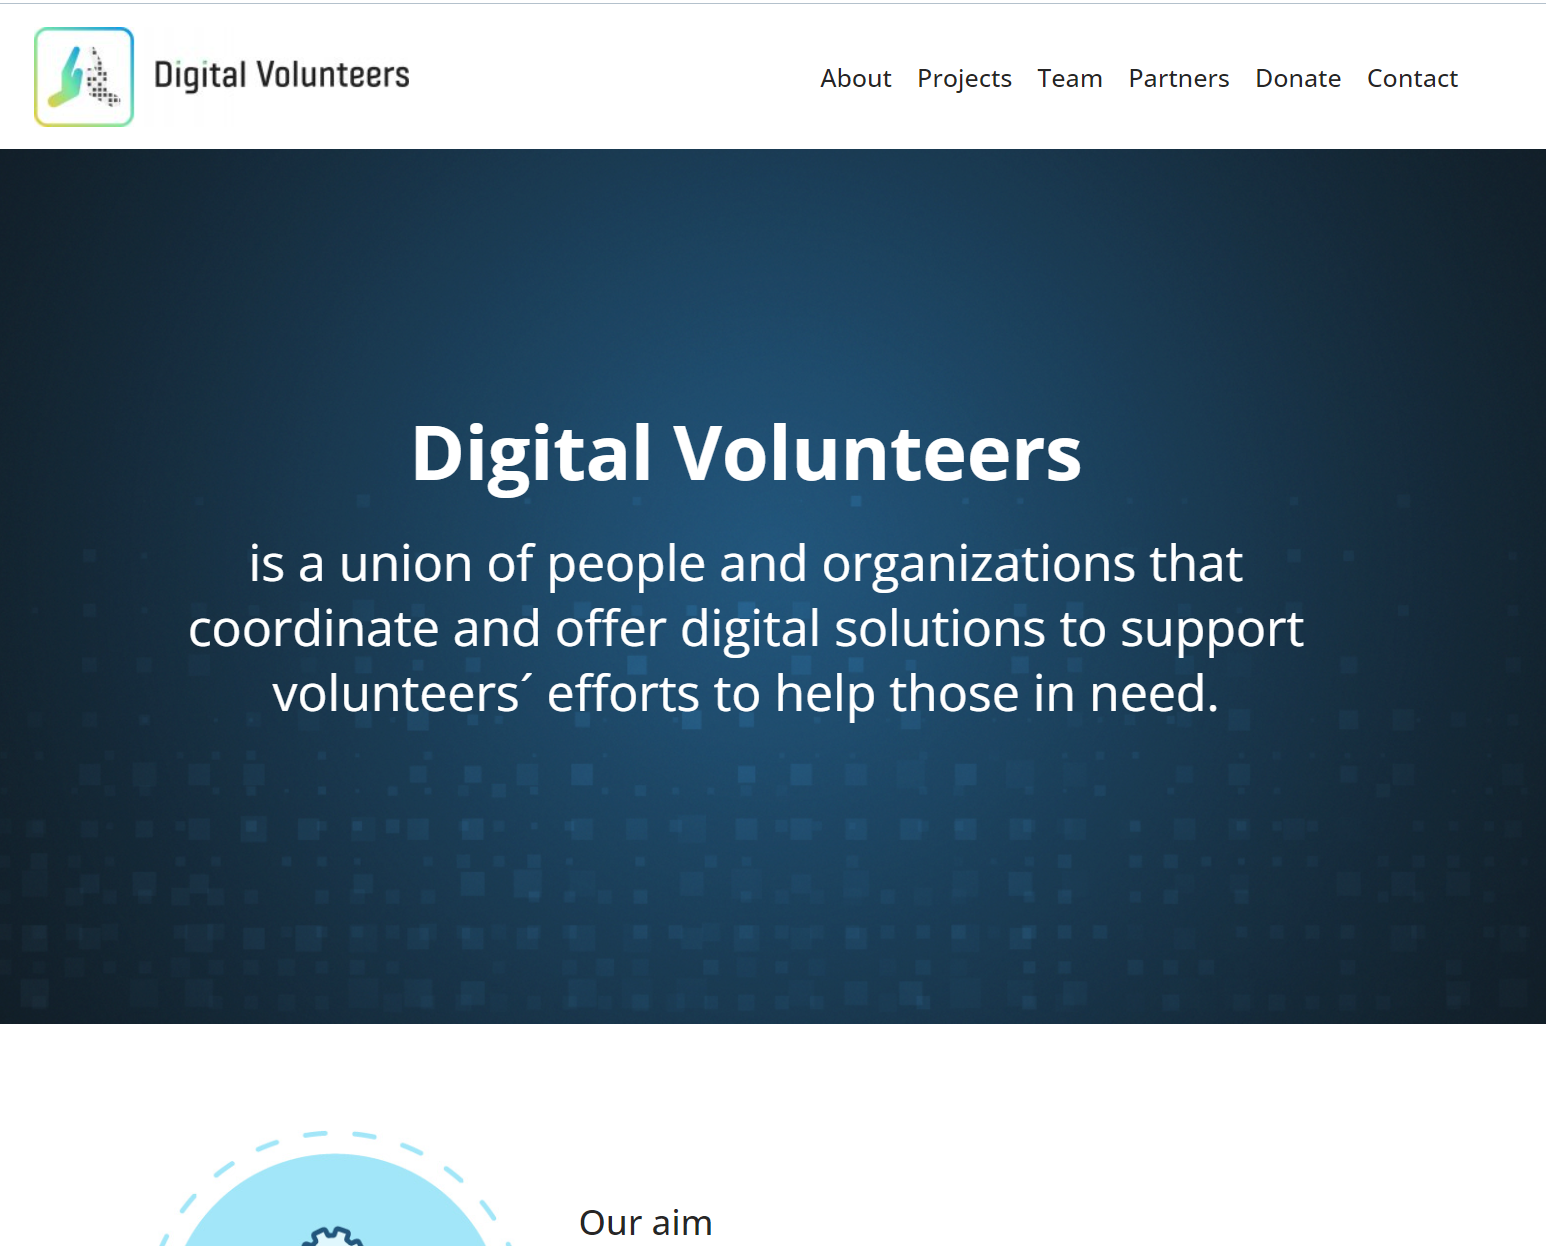 Digital Volunteers
About Projects Team Partners Donate Contact
Digital Volunteers
is a union of people and organizations that
coordinate and offer digital solutions to support
volunteers´ efforts to help those in need.
Our aim